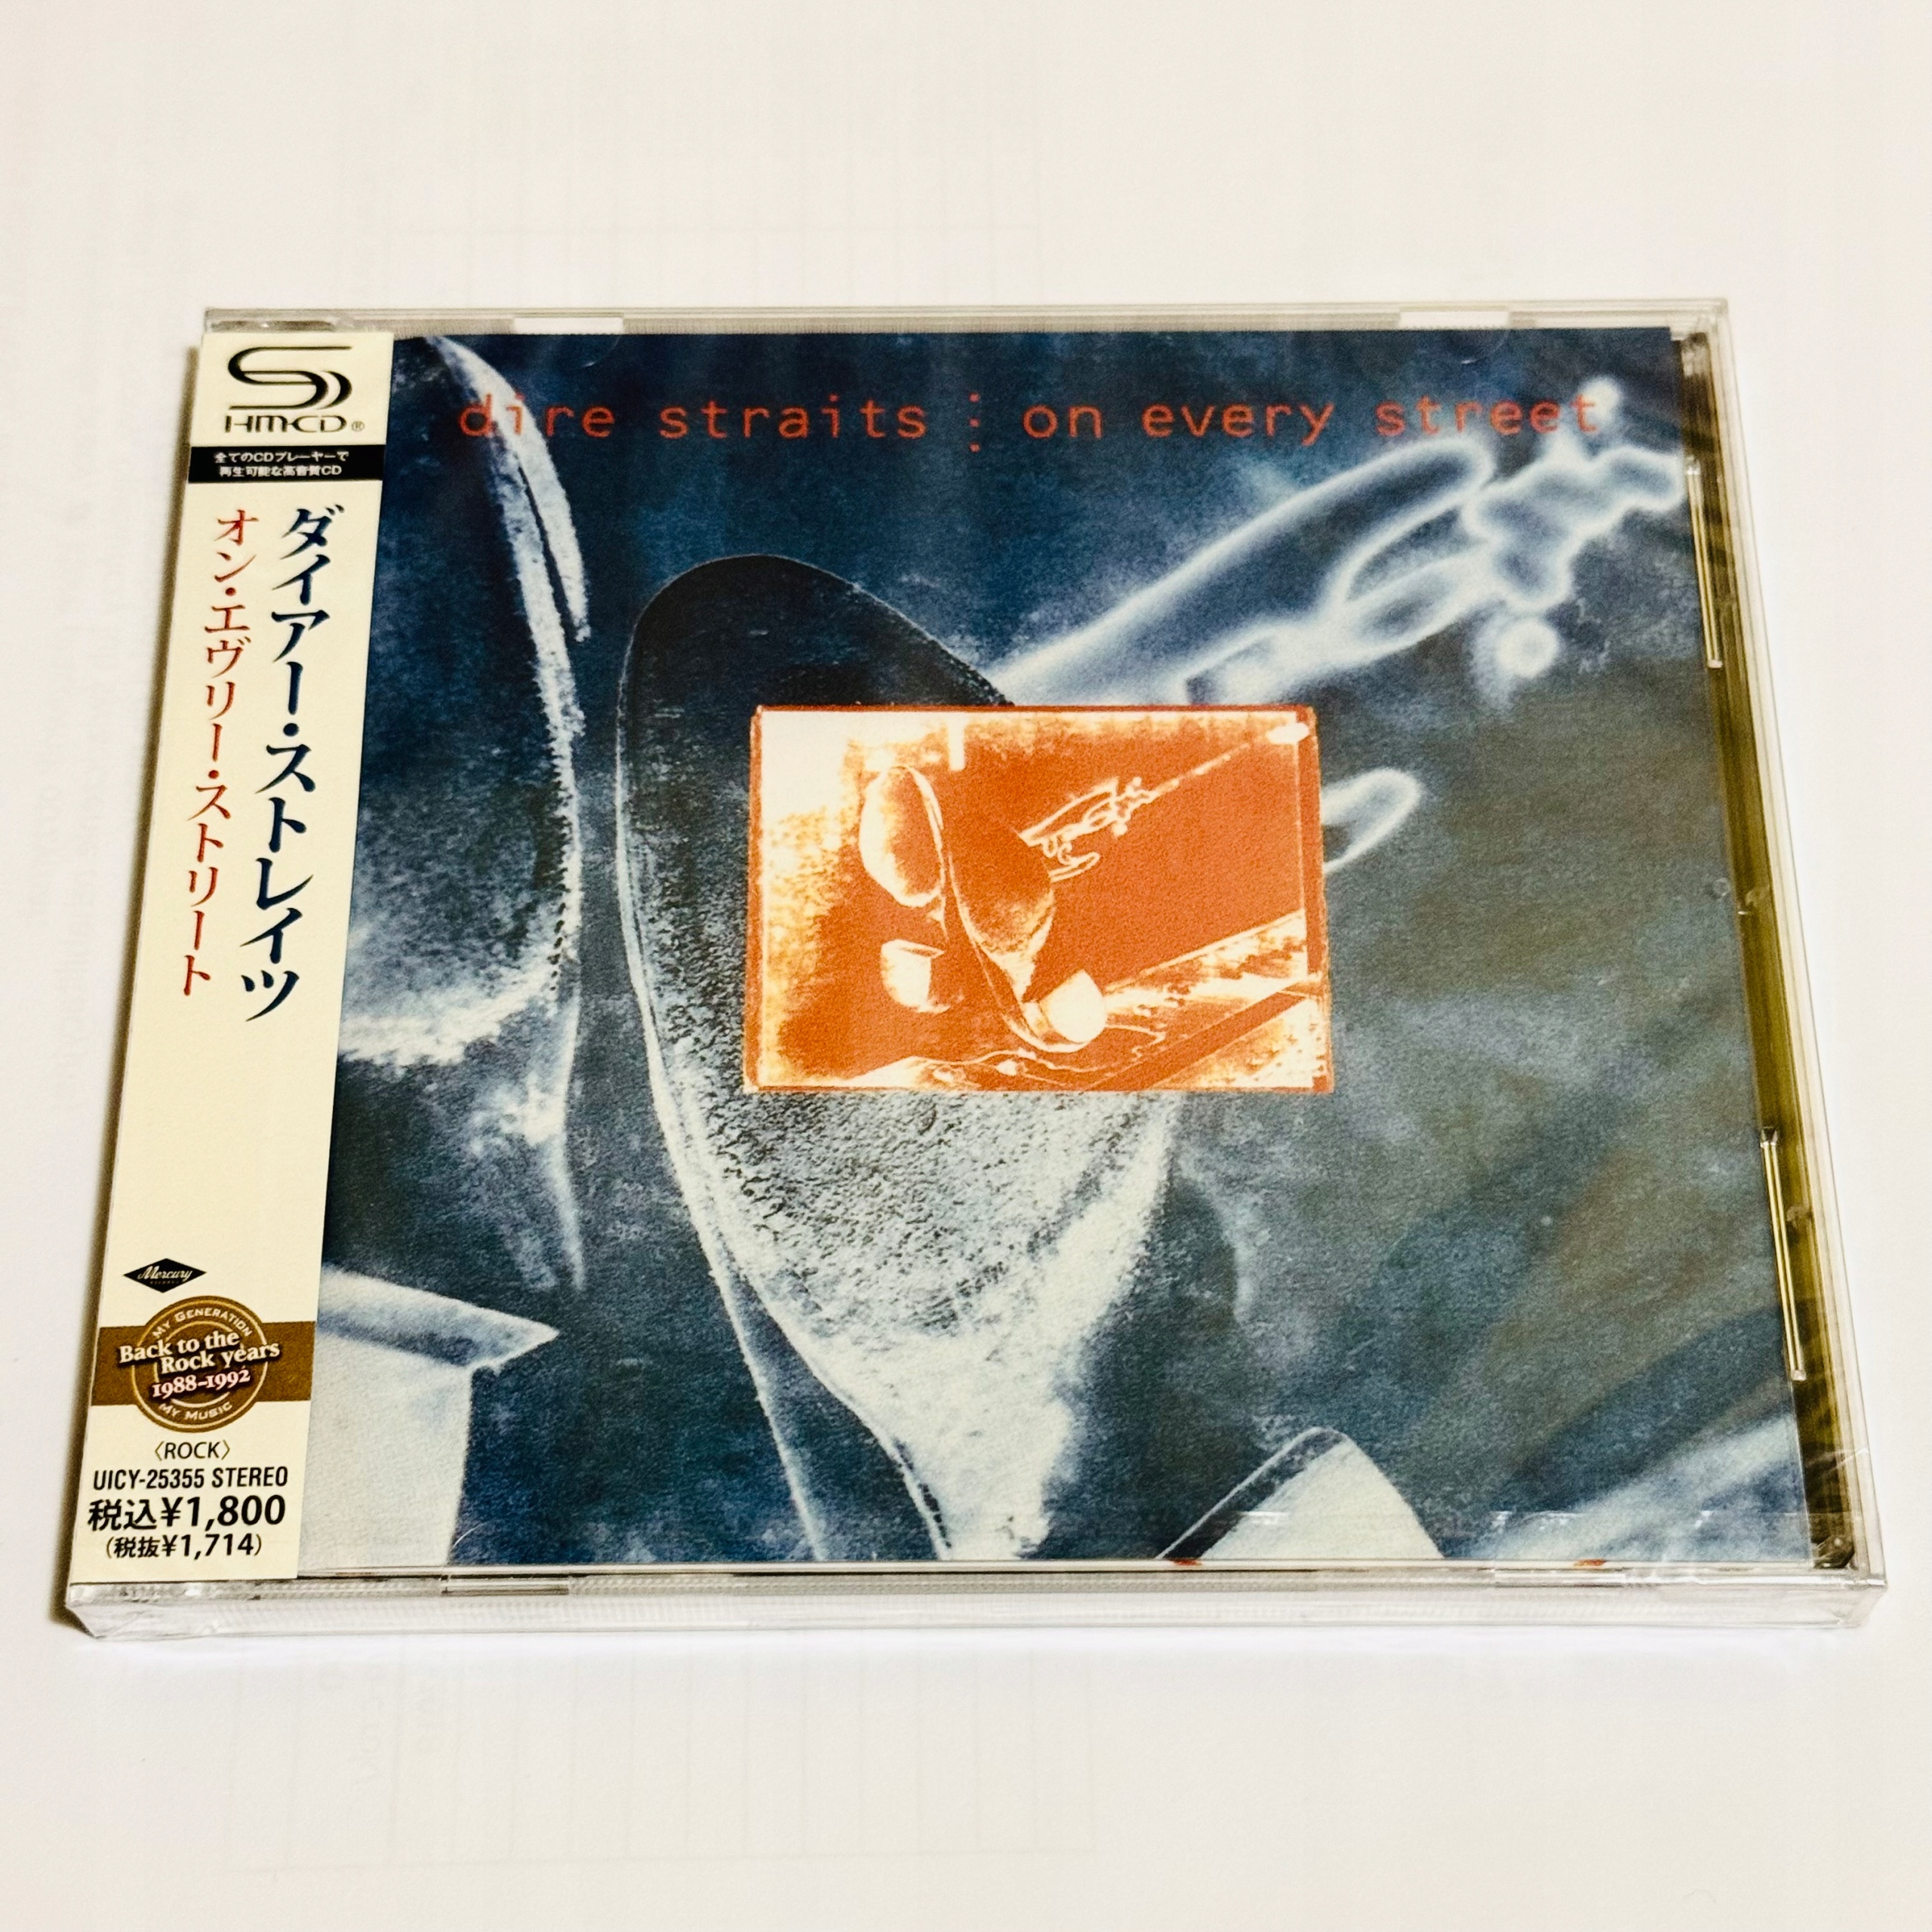 SHM-CD®
全てのCDプレーヤーで
再生可能な高音質CD
ダイアー・ストレイツ
オン・エヴリー・ストリート
Mercury
MY GENERATION
Back to the
Rock years
1988-1992
MY MUSIC
〈ROCK〉
UICY-25355 STEREO
税込¥1,800
(税抜¥1,714)
dire straits ⋮ on every street